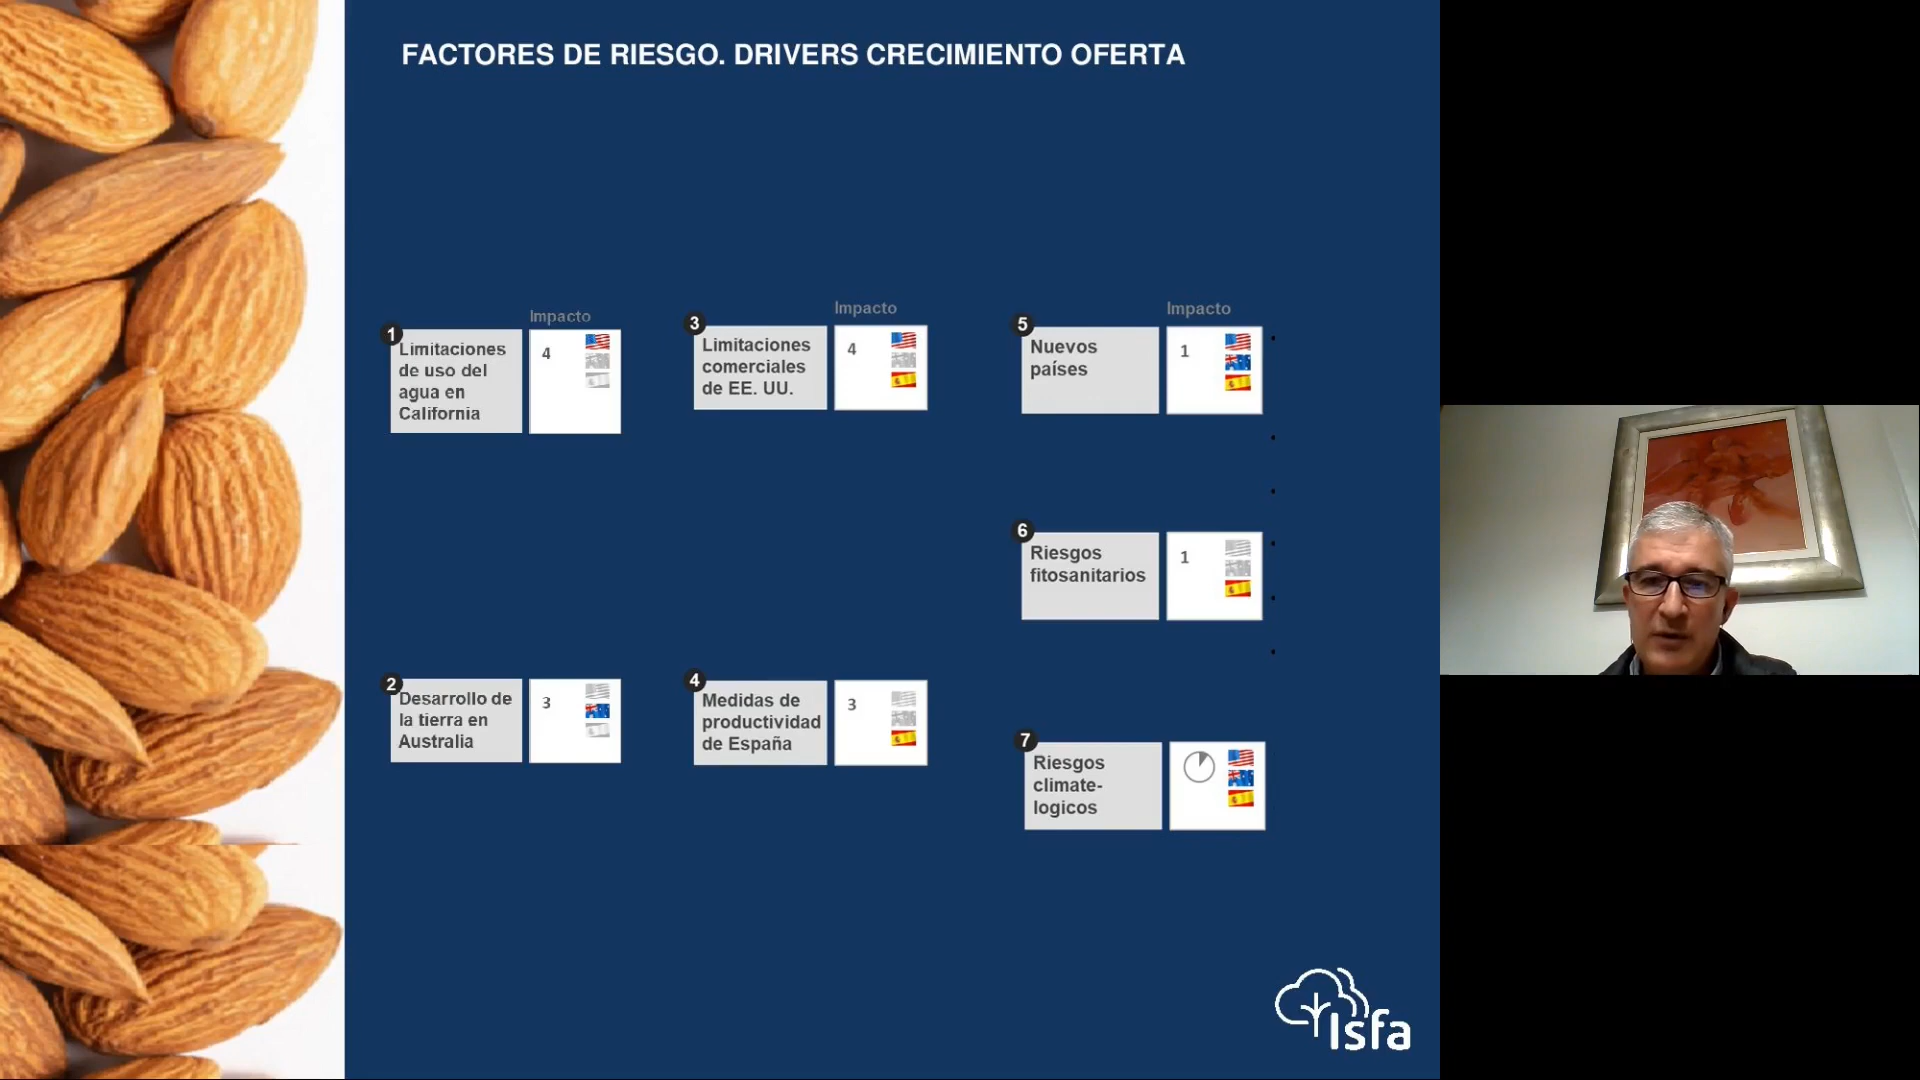 FACTORES DE RIESGO. DRIVERS CRECIMIENTO OFERTA
Impacto
1
Limitaciones
de uso del
agua en
California
4
2
Desarrollo de
la tierra en
Australia
3
Impacto
3
Limitaciones
comerciales
de EE. UU.
4
4
Medidas de
productividad
de España
3
Impacto
5
Nuevos
países
1
6
Riesgos
fitosanitarios
1
7
Riesgos
climate-
logicos
Isfa